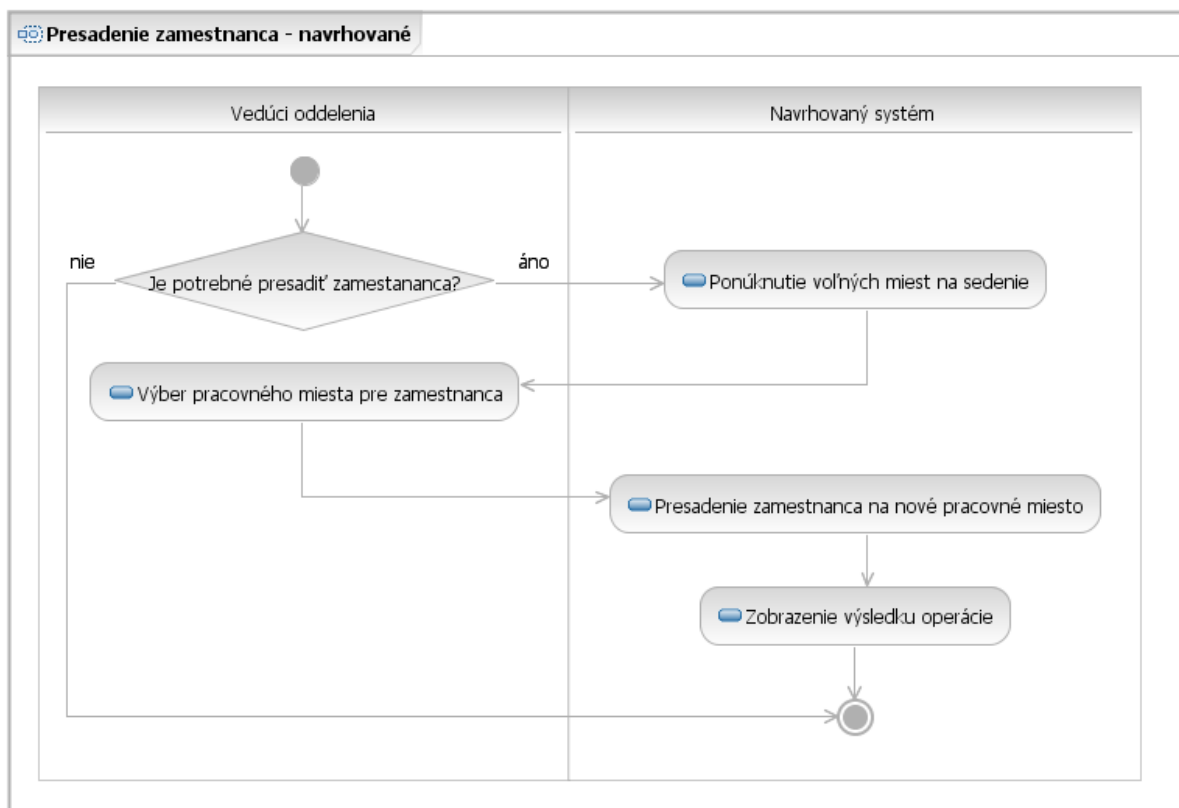 Presadenie zamestnanca - navrhované
Vedúci oddelenia
Navrhovaný systém
nie
Je potrebné presadiť zamestananca?
áno
Ponúknutie voľných miest na sedenie
Výber pracovného miesta pre zamestnanca
Presadenie zamestnanca na nové pracovné miesto
Zobrazenie výsledku operácie